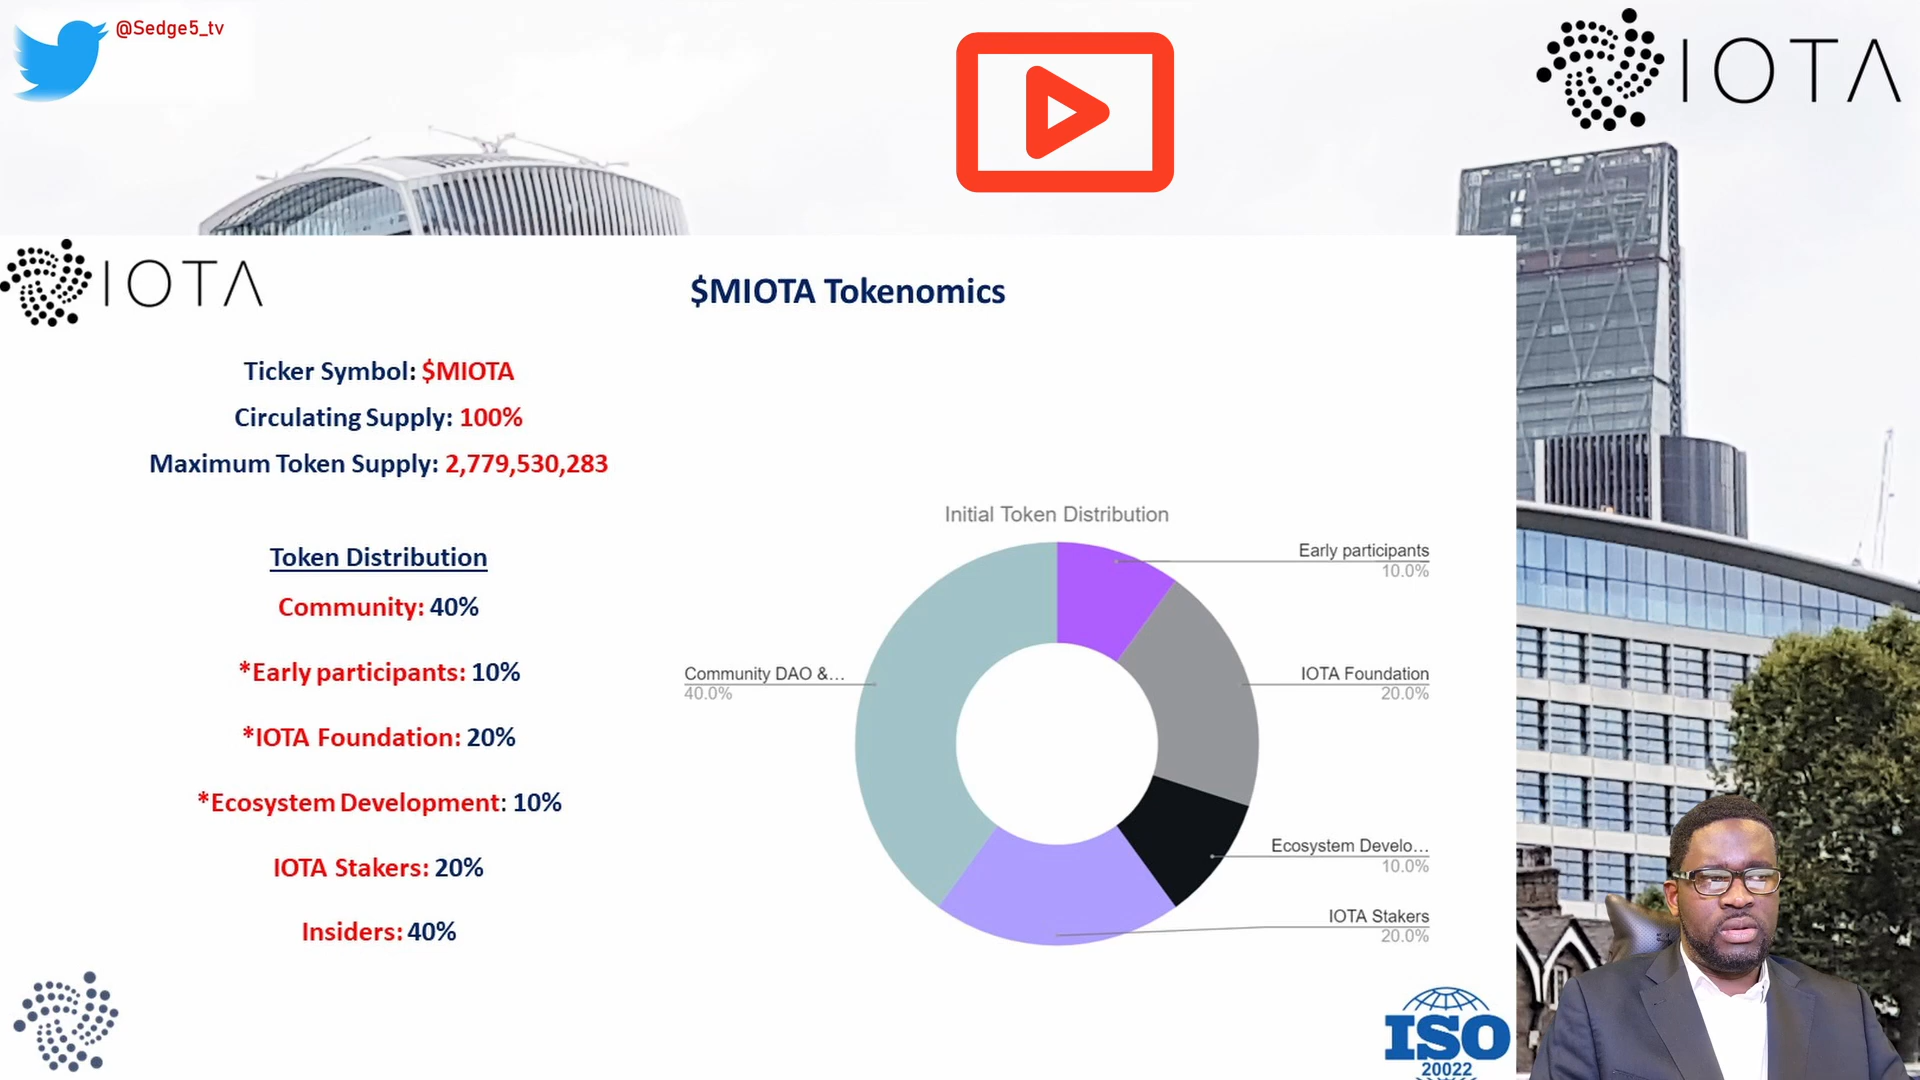 @Sedge5_tv
IOTA
IOTA
$MIOTA Tokenomics
Ticker Symbol: $MIOTA
Circulating Supply: 100%
Maximum Token Supply: 2,779,530,283
Token Distribution
Community: 40%
*Early participants: 10%
*IOTA Foundation: 20%
*Ecosystem Development: 10%
IOTA Stakers: 20%
Insiders: 40%
Initial Token Distribution
Early participants
10.0%
IOTA Foundation
20.0%
Community DAO &...
40.0%
Ecosystem Develo...
10.0%
IOTA Stakers
20.0%
ISO
20022